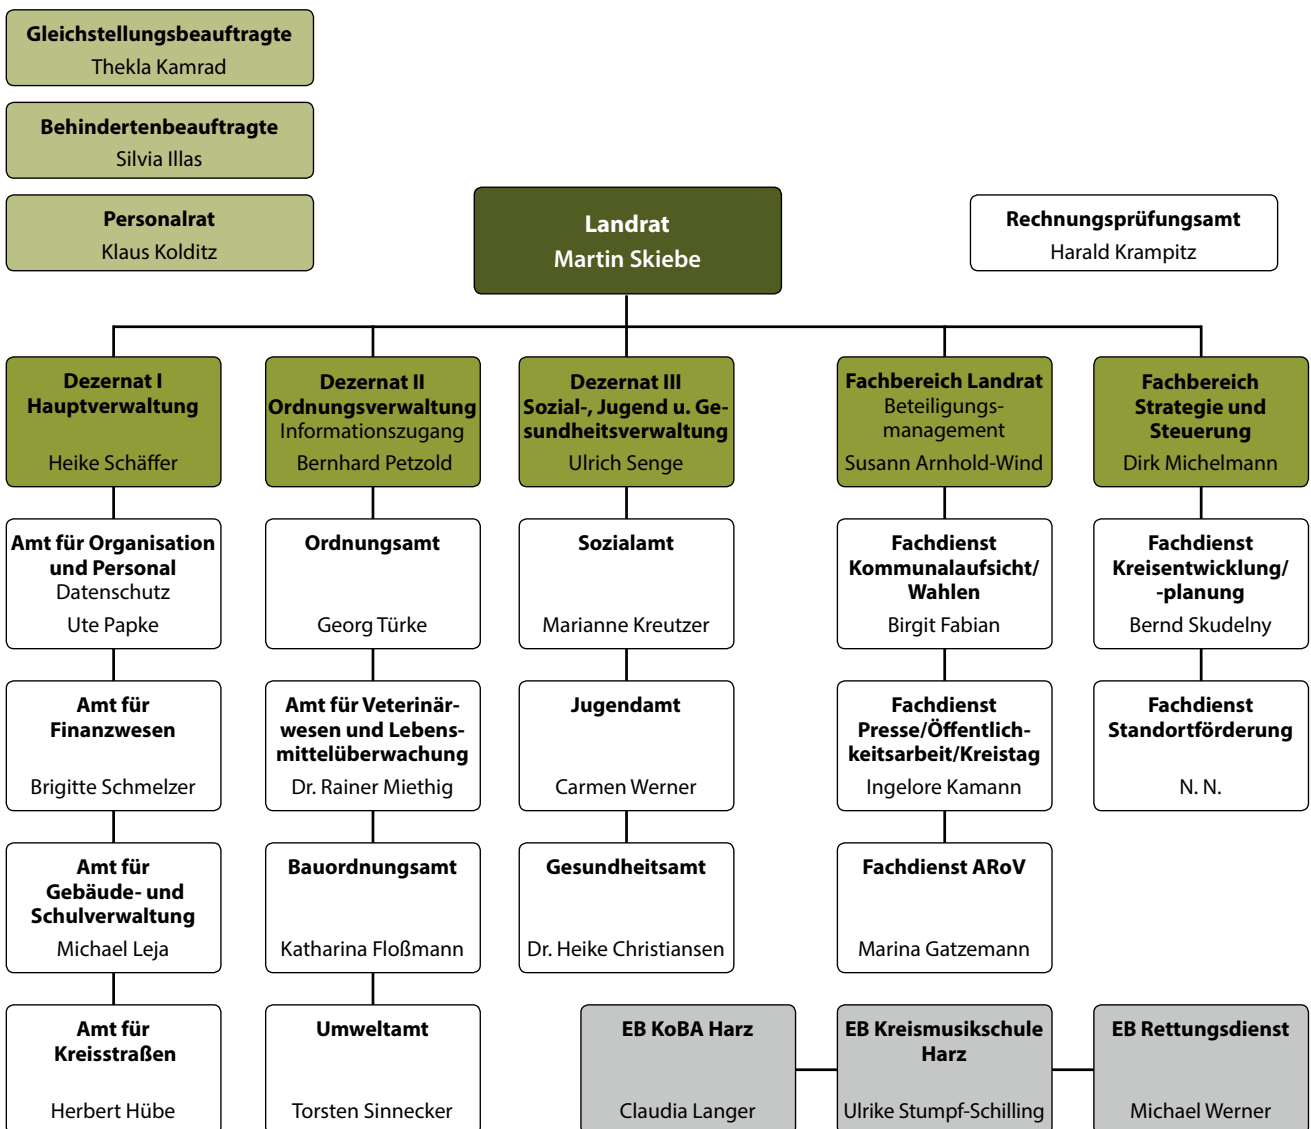 Gleichstellungsbeauftragte
Thekla Kamrad
Behindertenbeauftragte
Silvia Illas
Personalrat
Klaus Kolditz
Landrat
Martin Skiebe
Rechnungsprüfungsamt
Harald Krampitz
Dezernat I
Hauptverwaltung
Heike Schäffer
Dezernat II
Ordnungsverwaltung
Informationszugang
Bernhard Petzold
Dezernat III
Sozial-, Jugend u. Ge-
sundheitsverwaltung
Ulrich Senge
Fachbereich Landrat
Beteiligungs-
management
Susann Arnhold-Wind
Fachbereich
Strategie und
Steuerung
Dirk Michelmann
Amt für Organisation
und Personal
Datenschutz
Ute Papke
Ordnungsamt
Georg Türke
Sozialamt
Marianne Kreutzer
Fachdienst
Kommunalaufsicht/
Wahlen
Birgit Fabian
Fachdienst
Kreisentwicklung/
-planung
Bernd Skudelny
Amt für
Finanzwesen
Brigitte Schmelzer
Amt für Veterinär-
wesen und Lebens-
mittelüberwachung
Dr. Rainer Miethig
Jugendamt
Carmen Werner
Fachdienst
Presse/Öffentlich-
keitsarbeit/Kreistag
Ingelore Kamann
Fachdienst
Standortförderung
N. N.
Amt für
Gebäude- und
Schulverwaltung
Michael Leja
Bauordnungsamt
Katharina Floßmann
Gesundheitsamt
Dr. Heike Christiansen
Fachdienst ARoV
Marina Gatzemann
Amt für
Kreisstraßen
Herbert Hübe
Umweltamt
Torsten Sinnecker
EB KoBA Harz
Claudia Langer
EB Kreismusikschule
Harz
Ulrike Stumpf-Schilling
EB Rettungsdienst
Michael Werner